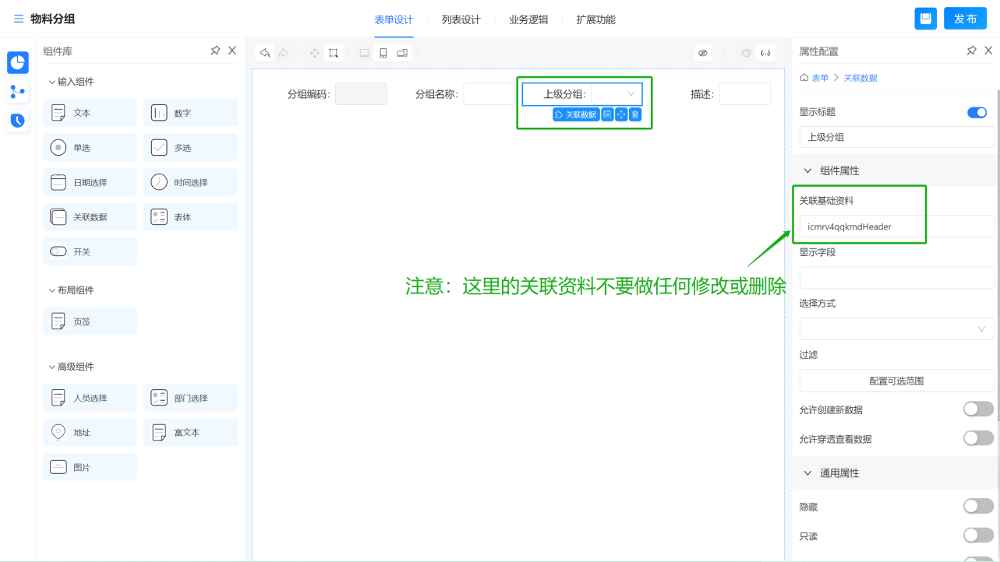 物料分组
表单设计
列表设计
业务逻辑
扩展功能
发 布
组件库
输入组件
文本
数字
单选
多选
日期选择
时间选择
关联数据
表体
开关
布局组件
页签
高级组件
人员选择
部门选择
地址
富文本
图片
分组编码:
分组名称:
上级分组:
描述:
关联数据
注意：这里的关联资料不要做任何修改或删除
属性配置
表单 > 关联数据
显示标题
上级分组
组件属性
关联基础资料
icmrv4qqkmdHeader
显示字段
选择方式
过滤
配置可选范围
允许创建新数据
允许穿透查看数据
通用属性
隐藏
只读